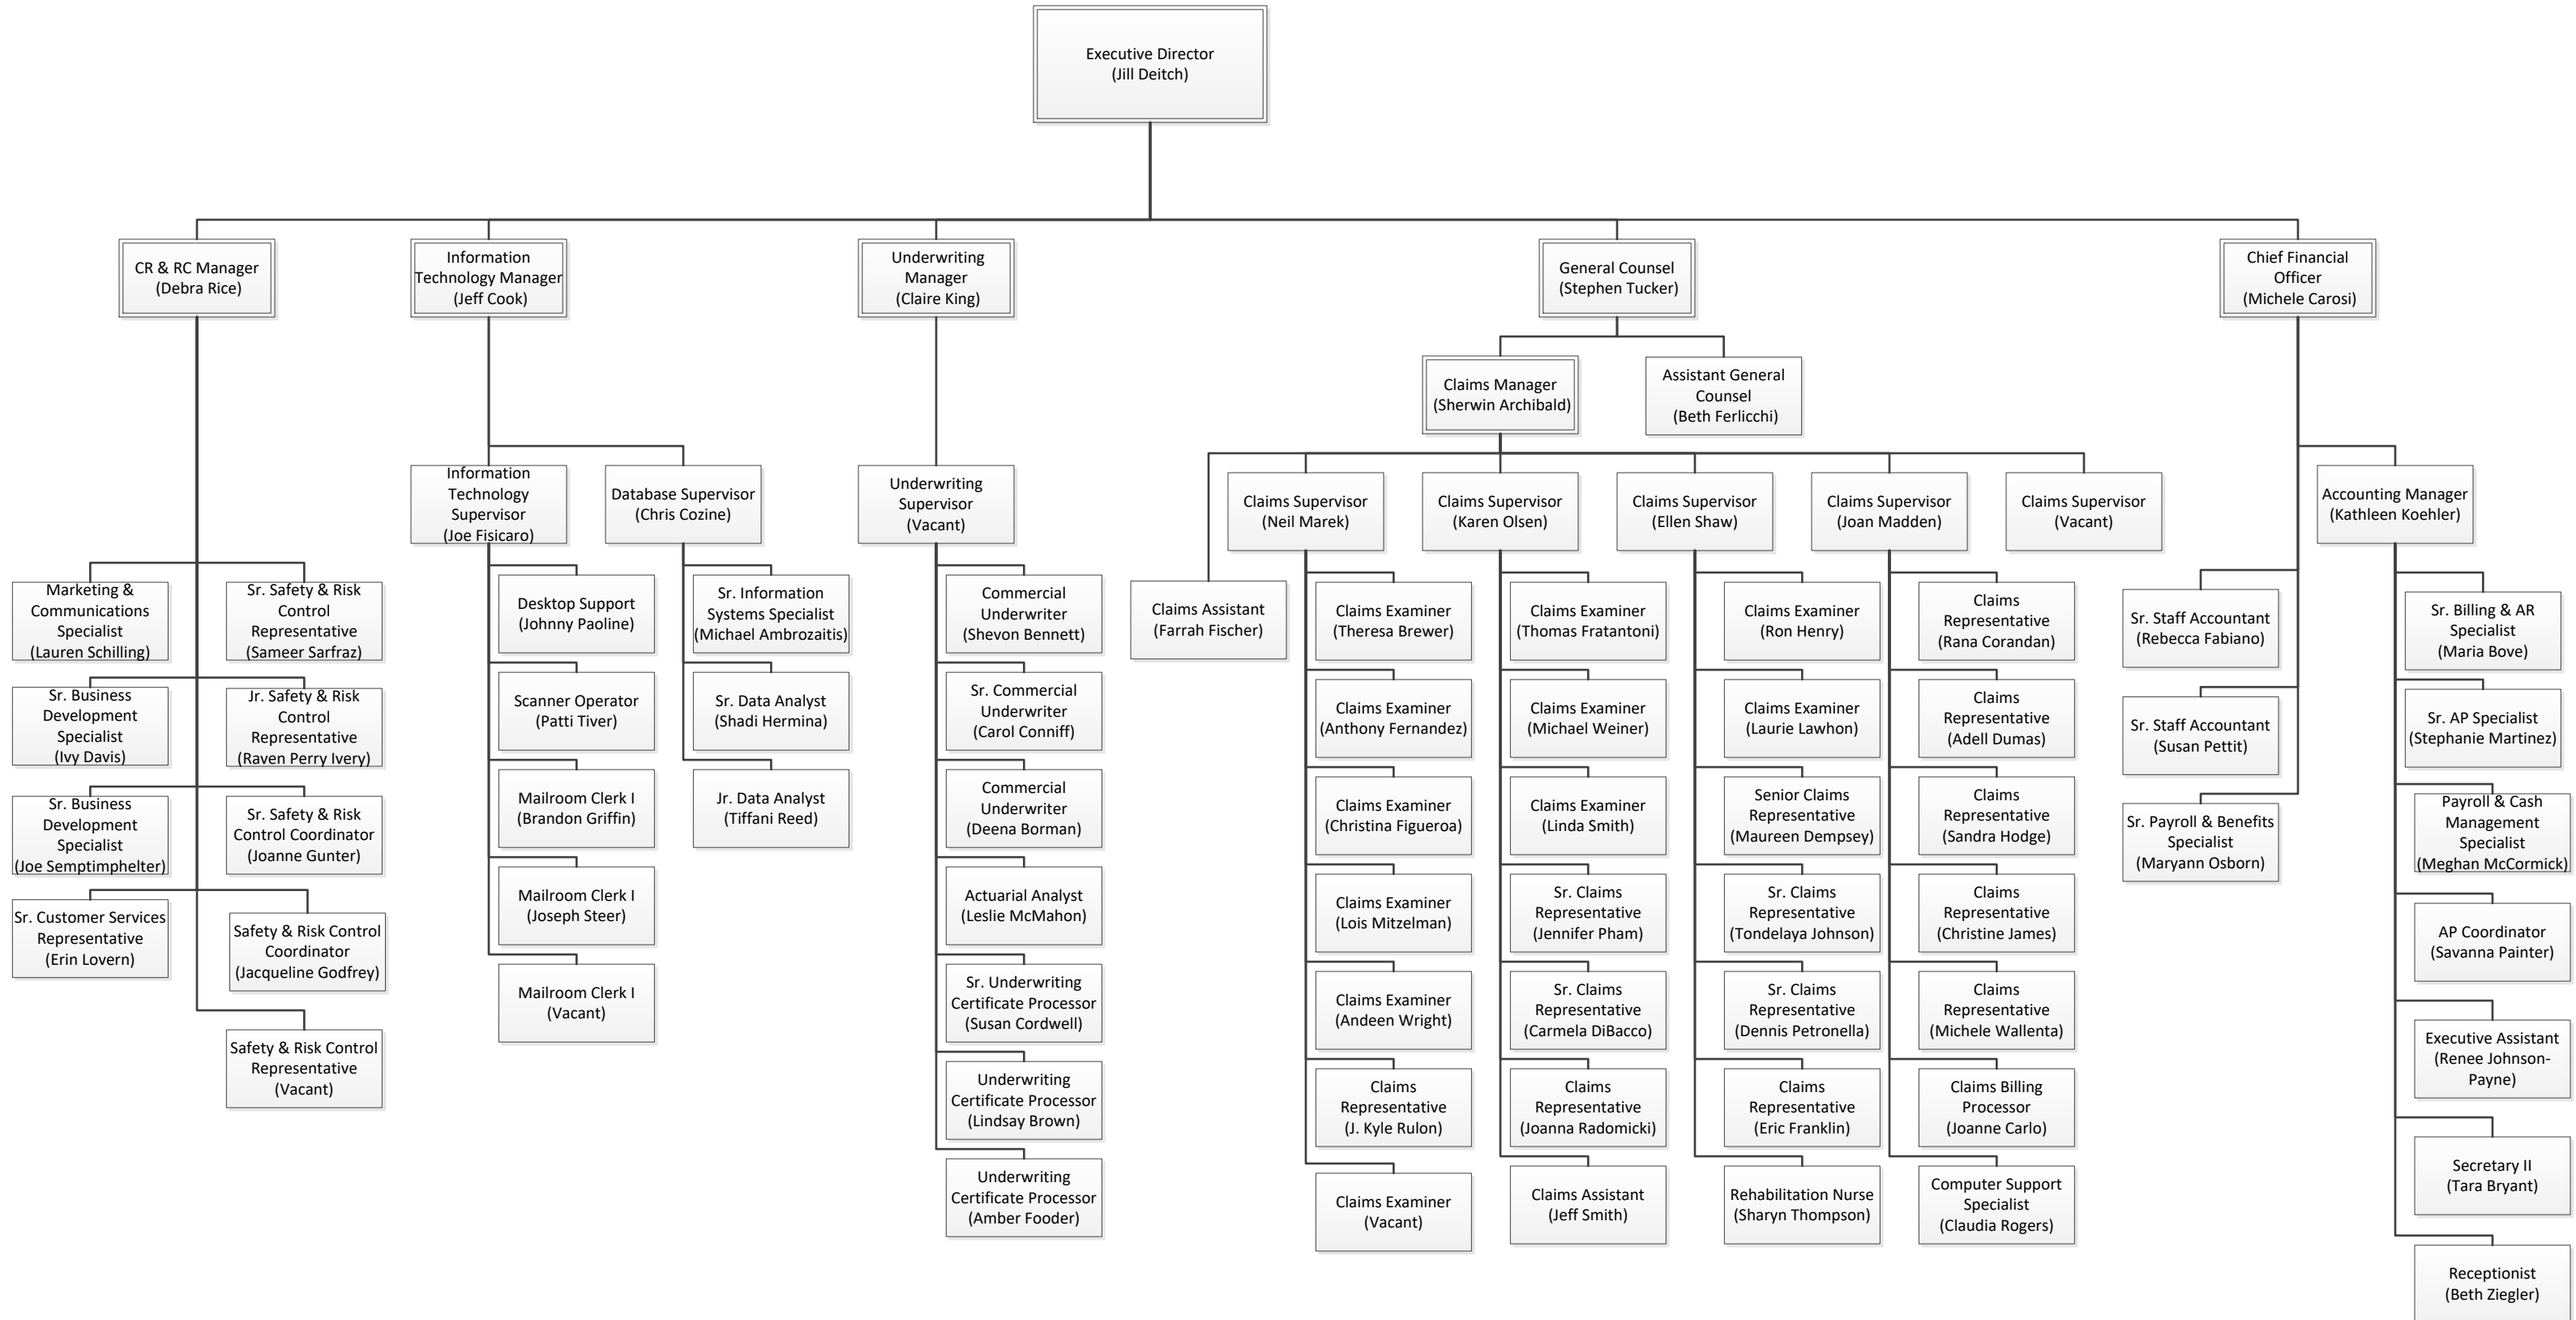 Executive Director
(Jill Deitch)
CR & RC Manager
(Debra Rice)
Information
Technology Manager
(Jeff Cook)
Underwriting
Manager
(Claire King)
General Counsel
(Stephen Tucker)
Chief Financial
Officer
(Michele Carosi)
Claims Manager
(Sherwin Archibald)
Assistant General
Counsel
(Beth Ferlicchi)
Information
Technology
Supervisor
(Joe Fisicaro)
Database Supervisor
(Chris Cozine)
Underwriting
Supervisor
(Vacant)
Claims Supervisor
(Neil Marek)
Claims Supervisor
(Karen Olsen)
Claims Supervisor
(Ellen Shaw)
Claims Supervisor
(Joan Madden)
Claims Supervisor
(Vacant)
Accounting Manager
(Kathleen Koehler)
Marketing &
Communications
Specialist
(Lauren Schilling)
Sr. Safety & Risk
Control
Representative
(Sameer Sarfraz)
Sr. Business
Development
Specialist
(Ivy Davis)
Jr. Safety & Risk
Control
Representative
(Raven Perry Ivery)
Sr. Business
Development
Specialist
(Joe Semptimphelter)
Sr. Safety & Risk
Control Coordinator
(Joanne Gunter)
Sr. Customer Services
Representative
(Erin Lovern)
Safety & Risk Control
Coordinator
(Jacqueline Godfrey)
Safety & Risk Control
Representative
(Vacant)
Desktop Support
(Johnny Paoline)
Scanner Operator
(Patti Tiver)
Mailroom Clerk I
(Brandon Griffin)
Mailroom Clerk I
(Joseph Steer)
Mailroom Clerk I
(Vacant)
Sr. Information
Systems Specialist
(Michael Ambrozaitis)
Sr. Data Analyst
(Shadi Hermina)
Jr. Data Analyst
(Tiffani Reed)
Commercial
Underwriter
(Shevon Bennett)
Sr. Commercial
Underwriter
(Carol Conniff)
Commercial
Underwriter
(Deena Borman)
Actuarial Analyst
(Leslie McMahon)
Sr. Underwriting
Certificate Processor
(Susan Cordwell)
Underwriting
Certificate Processor
(Lindsay Brown)
Underwriting
Certificate Processor
(Amber Fooder)
Claims Assistant
(Farrah Fischer)
Claims Examiner
(Theresa Brewer)
Claims Examiner
(Anthony Fernandez)
Claims Examiner
(Christina Figueroa)
Claims Examiner
(Lois Mitzelman)
Claims Examiner
(Andeen Wright)
Claims
Representative
(J. Kyle Rulon)
Claims Examiner
(Vacant)
Claims Examiner
(Thomas Fratantoni)
Claims Examiner
(Michael Weiner)
Claims Examiner
(Linda Smith)
Sr. Claims
Representative
(Jennifer Pham)
Sr. Claims
Representative
(Carmela DiBacco)
Claims
Representative
(Joanna Radomicki)
Claims Assistant
(Jeff Smith)
Claims Examiner
(Ron Henry)
Claims Examiner
(Laurie Lawhon)
Senior Claims
Representative
(Maureen Dempsey)
Sr. Claims
Representative
(Tondelaya Johnson)
Sr. Claims
Representative
(Dennis Petronella)
Claims
Representative
(Eric Franklin)
Rehabilitation Nurse
(Sharyn Thompson)
Claims
Representative
(Rana Corandan)
Claims
Representative
(Adell Dumas)
Claims
Representative
(Sandra Hodge)
Claims
Representative
(Christine James)
Claims
Representative
(Michele Wallenta)
Claims Billing
Processor
(Joanne Carlo)
Computer Support
Specialist
(Claudia Rogers)
Sr. Staff Accountant
(Rebecca Fabiano)
Sr. Staff Accountant
(Susan Pettit)
Sr. Payroll & Benefits
Specialist
(Maryann Osborn)
Sr. Billing & AR
Specialist
(Maria Bove)
Sr. AP Specialist
(Stephanie Martinez)
Payroll & Cash
Management
Specialist
(Meghan McCormick)
AP Coordinator
(Savanna Painter)
Executive Assistant
(Renee Johnson-
Payne)
Secretary II
(Tara Bryant)
Receptionist
(Beth Ziegler)